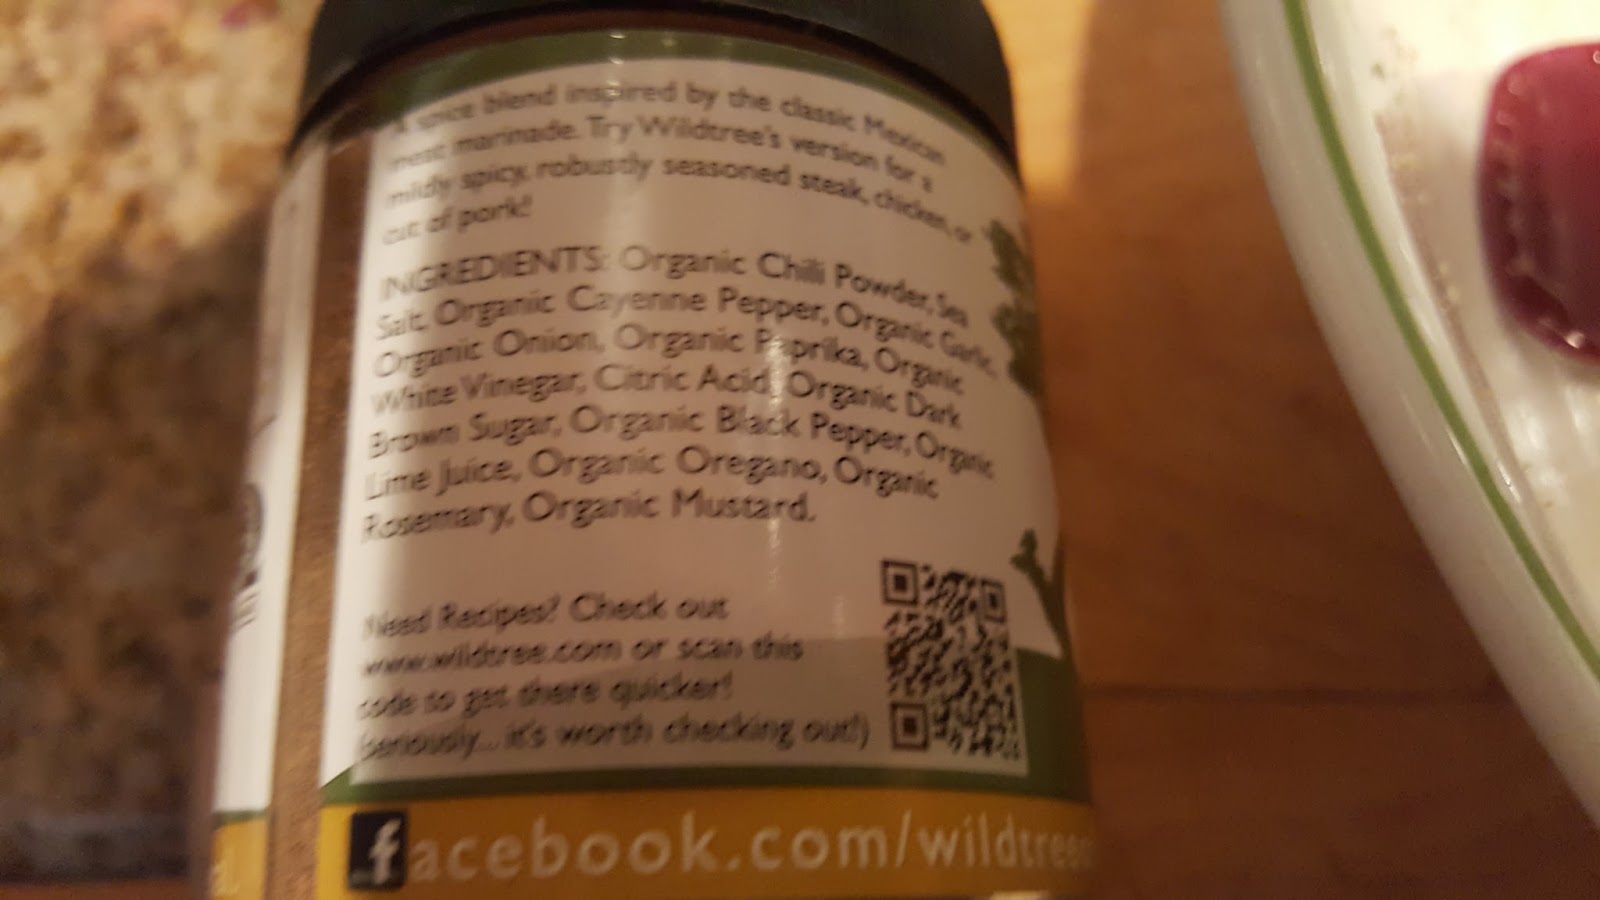 A spice blend inspired by the classic Mexican
meat marinade. Try Wildtree's version for a
mildly spicy, robustly seasoned steak, chicken, or
cut of pork!
INGREDIENTS: Organic Chili Powder, Sea
Salt, Organic Cayenne Pepper, Organic Garlic,
Organic Onion, Organic Paprika, Organic
White Vinegar, Citric Acid, Organic Dark
Brown Sugar, Organic Black Pepper, Organic
Lime Juice, Organic Oregano, Organic
Rosemary, Organic Mustard.
Need Recipes? Check out
www.wildtree.com or scan this
code to get there quicker!
(seriously... it's worth checking out!)
facebook.com/wildtree